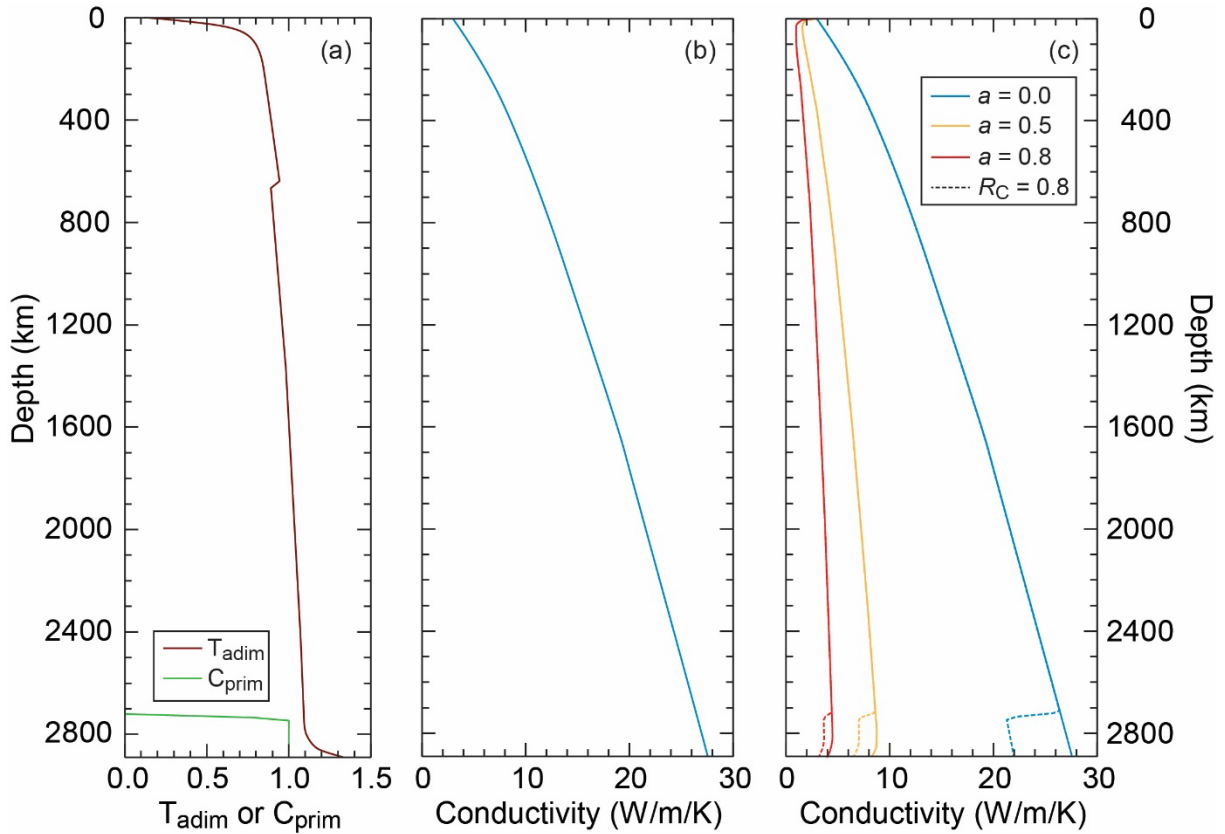 (a)
0
400
800
1200
1600
2000
2400
2800
Depth (km)
T_adim
C_prim
0.0 0.5 1.0 1.5
T_adim or C_prim
(b)
0 10 20 30
Conductivity (W/m/K)
(c)
a = 0.0
a = 0.5
a = 0.8
R_C = 0.8
0 10 20 30
Conductivity (W/m/K)
0
400
800
1200
1600
2000
2400
2800
Depth (km)